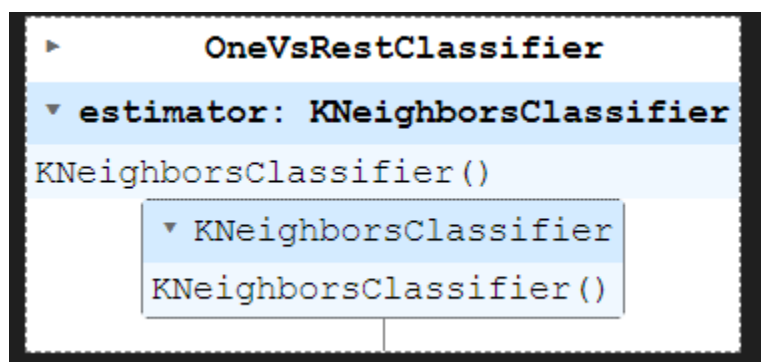 OneVsRestClassifier
estimator: KNeighborsClassifier
KNeighborsClassifier()
KNeighborsClassifier
KNeighborsClassifier()